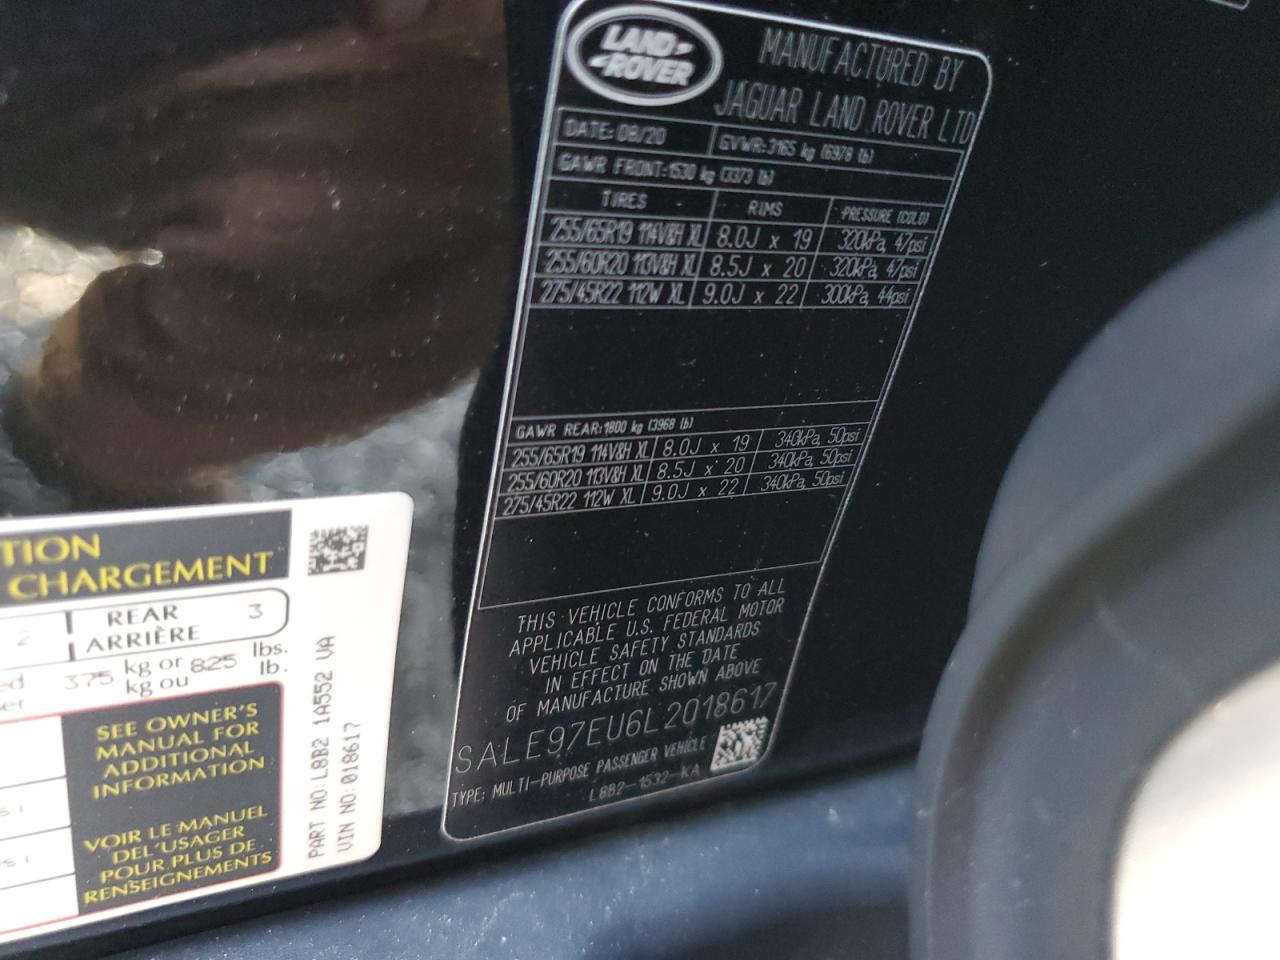 LAND ROVER
MANUFACTURED BY
JAGUAR LAND ROVER LTD
DATE: 08/20 GVWR:3165 kg (6978 lb)
GAWR FRONT:1530 kg (3373 lb)
TIRES RIMS PRESSURE (COLD)
255/65R19 114V&H XL 8.0J x 19 320kPa, 47psi
255/60R20 113V&H XL 8.5J x 20 320kPa, 47psi
275/45R22 112W XL 9.0J x 22 300kPa, 44psi
GAWR REAR:1800 kg (3968 lb)
255/65R19 114V&H XL 8.0J x 19 340kPa, 50psi
255/60R20 113V&H XL 8.5J x 20 340kPa, 50psi
275/45R22 112W XL 9.0J x 22 340kPa, 50psi
THIS VEHICLE CONFORMS TO ALL
APPLICABLE U.S. FEDERAL MOTOR
VEHICLE SAFETY STANDARDS
IN EFFECT ON THE DATE
OF MANUFACTURE SHOWN ABOVE
SALE97EU6L2018617
TYPE: MULTI-PURPOSE PASSENGER VEHICLE
L8B2-1532-KA
TION
CHARGEMENT
2 REAR 3
ARRIÈRE
ed 375 kg or 825 lbs.
er kg ou lb.
SEE OWNER'S
MANUAL FOR
ADDITIONAL
INFORMATION
VOIR LE MANUEL
DEL'USAGER
POUR PLUS DE
RENSEIGNEMENTS
PART NO:L8B2 1A552 VA
VIN NO:018617